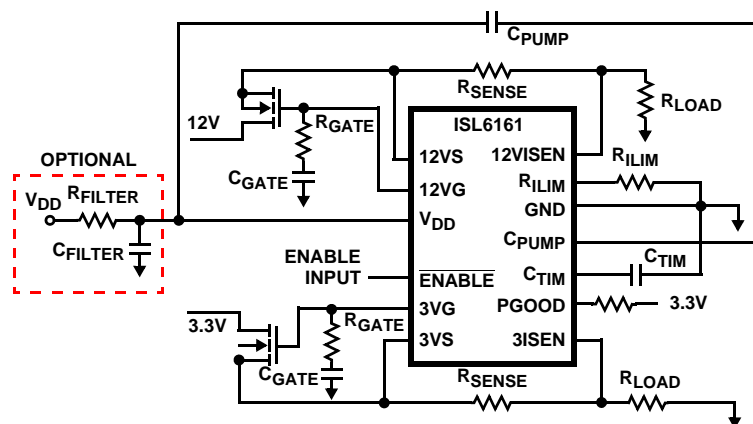 CPUMP
RSENSE
RLOAD
12V
RGATE
CGATE
ISL6161
12VS
12VISEN
12VG
RILIM
RILIM
VDD
GND
CPUMP
OPTIONAL
VDD
RFILTER
CFILTER
ENABLE
INPUT
ENABLE
CTIM
CTIM
3VG
PGOOD
3.3V
3VS
3ISEN
3.3V
RGATE
CGATE
RSENSE
RLOAD